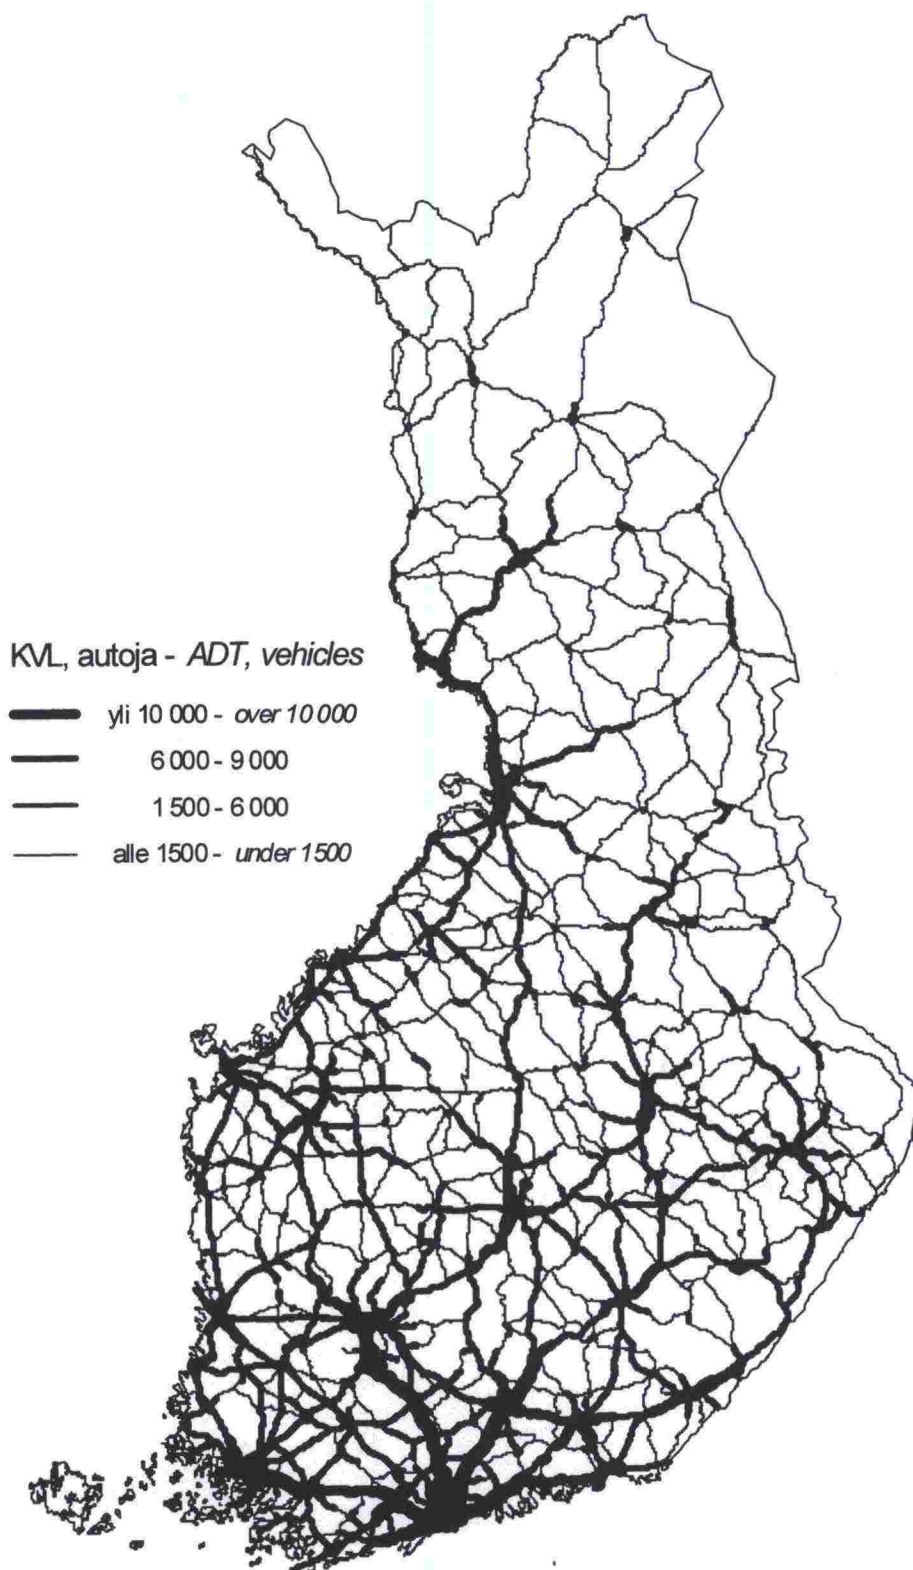 KVL, autoja - ADT, vehicles
yli 10 000 - over 10 000
6 000 - 9 000
1 500 - 6 000
alle 1500 - under 1500